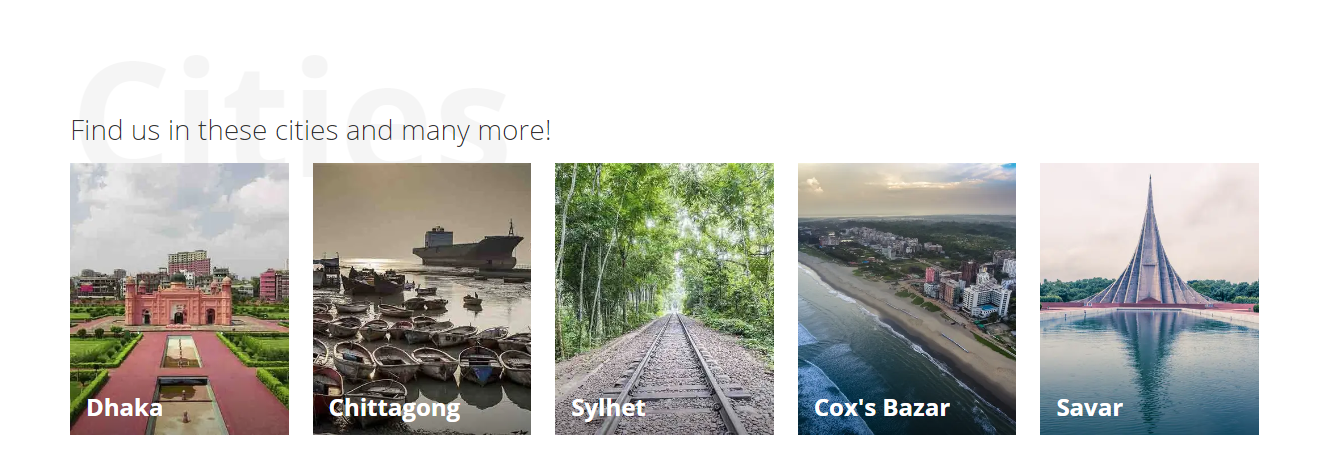 Cities
Find us in these cities and many more!
Dhaka
Chittagong
Sylhet
Cox's Bazar
Savar